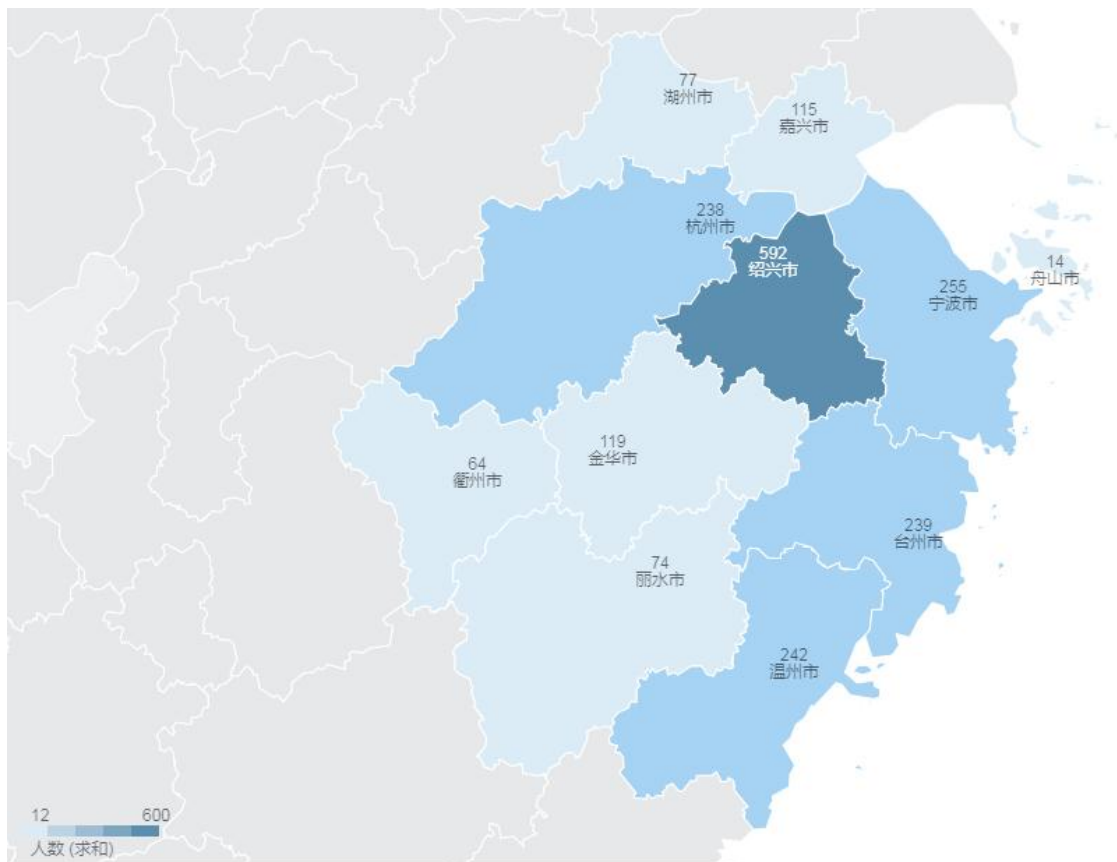 77
湖州市
115
嘉兴市
238
杭州市
592
绍兴市
14
舟山市
255
宁波市
119
金华市
64
衢州市
239
台州市
74
丽水市
242
温州市
12 600
人数 (求和)